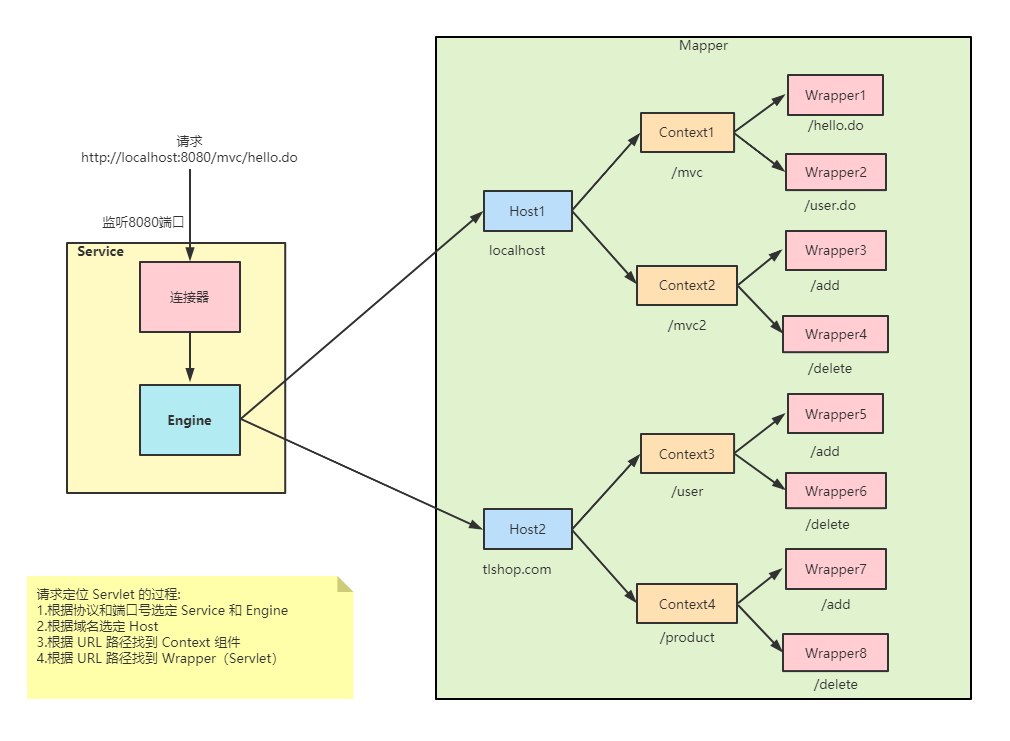 Mapper
请求
http://localhost:8080/mvc/hello.do
监听8080端口
Service
连接器
Engine
Host1
localhost
Context1
/mvc
Wrapper1
/hello.do
Wrapper2
/user.do
Context2
/mvc2
Wrapper3
/add
Wrapper4
/delete
Host2
tlshop.com
Context3
/user
Wrapper5
/add
Wrapper6
/delete
Context4
/product
Wrapper7
/add
Wrapper8
/delete
请求定位 Servlet 的过程:
1.根据协议和端口号选定 Service 和 Engine
2.根据域名选定 Host
3.根据 URL 路径找到 Context 组件
4.根据 URL 路径找到 Wrapper（Servlet）